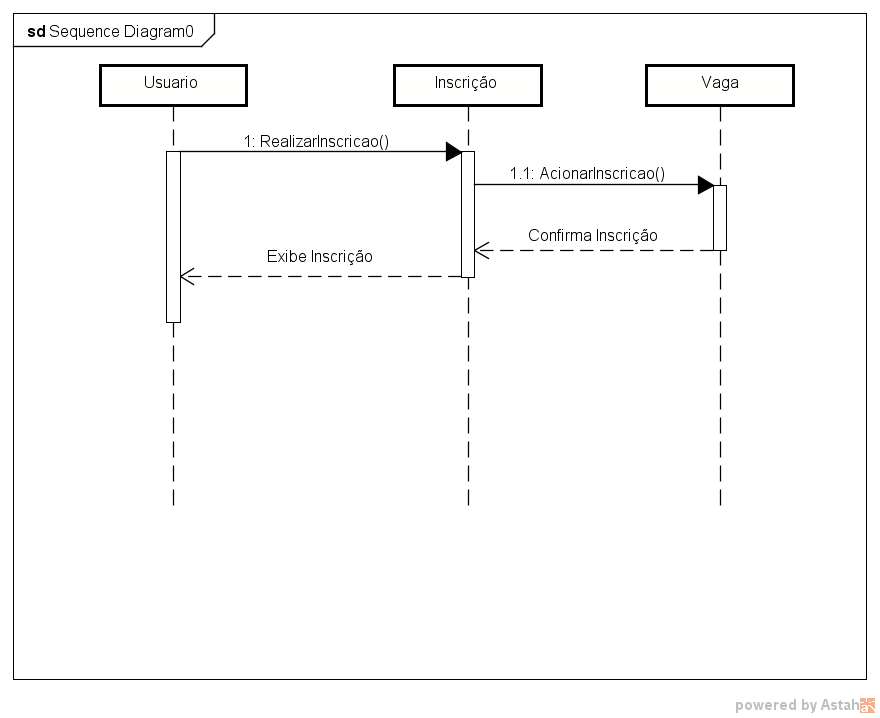 sd Sequence Diagram0
Usuario
Inscrição
Vaga
1: RealizarInscricao()
1.1: AcionarInscricao()
Confirma Inscrição
Exibe Inscrição
powered by Astah